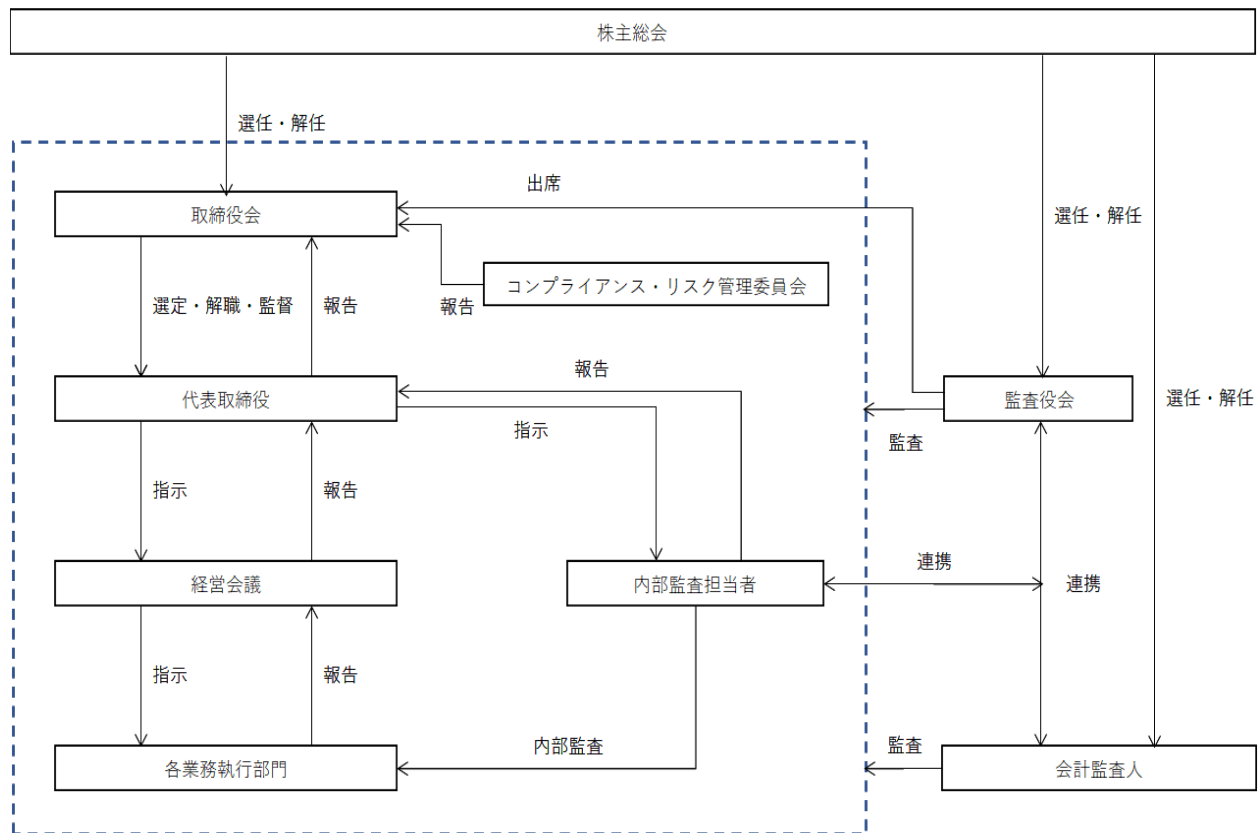 株主総会
選任・解任
出席
取締役会
選任・解任
コンプライアンス・リスク管理委員会
選定・解職・監督
報告
報告
報告
代表取締役
監査役会
選任・解任
指示
監査
指示
報告
連携
経営会議
内部監査担当者
連携
指示
報告
内部監査
監査
各業務執行部門
会計監査人